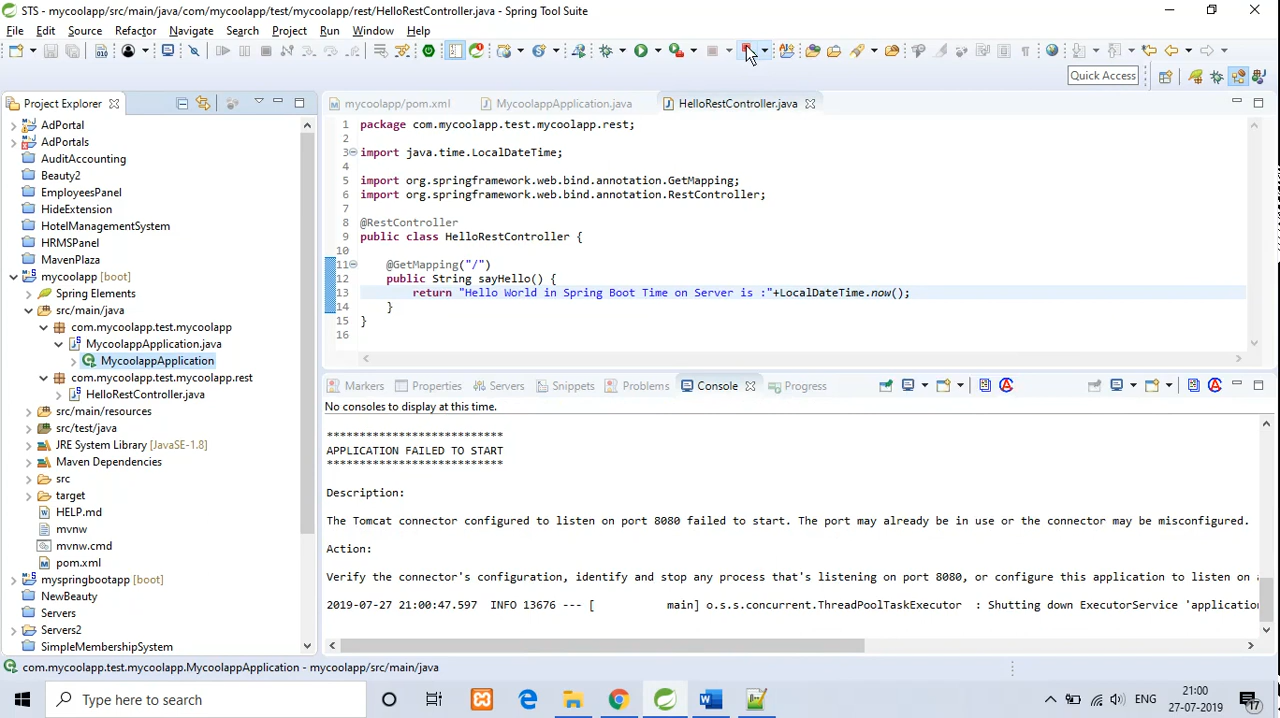 STS - mycoolapp/src/main/java/com/mycoolapp/test/mycoolapp/rest/HelloRestController.java - Spring Tool Suite
File Edit Source Refactor Navigate Search Project Run Window Help
Quick Access
Project Explorer
AdPortal
AdPortals
AuditAccounting
Beauty2
EmployeesPanel
HideExtension
HotelManagementSystem
HRMSPanel
MavenPlaza
mycoolapp [boot]
Spring Elements
src/main/java
com.mycoolapp.test.mycoolapp
MycoolappApplication.java
MycoolappApplication
com.mycoolapp.test.mycoolapp.rest
HelloRestController.java
src/main/resources
src/test/java
JRE System Library [JavaSE-1.8]
Maven Dependencies
src
target
HELP.md
mvnw
mvnw.cmd
pom.xml
myspringbootapp [boot]
NewBeauty
Servers
Servers2
SimpleMembershipSystem
mycoolapp/pom.xml MycoolappApplication.java HelloRestController.java
1 package com.mycoolapp.test.mycoolapp.rest;
2
3 import java.time.LocalDateTime;
4
5 import org.springframework.web.bind.annotation.GetMapping;
6 import org.springframework.web.bind.annotation.RestController;
7
8 @RestController
9 public class HelloRestController {
10
11 @GetMapping("/")
12 public String sayHello() {
13 return "Hello World in Spring Boot Time on Server is :"+LocalDateTime.now();
14 }
15 }
16
Markers Properties Servers Snippets Problems Console Progress
No consoles to display at this time.
***************************
APPLICATION FAILED TO START
***************************
Description:
The Tomcat connector configured to listen on port 8080 failed to start. The port may already be in use or the connector may be misconfigured.
Action:
Verify the connector's configuration, identify and stop any process that's listening on port 8080, or configure this application to listen on
2019-07-27 21:00:47.597 INFO 13676 --- [ main] o.s.s.concurrent.ThreadPoolTaskExecutor : Shutting down ExecutorService 'applicatio
com.mycoolapp.test.mycoolapp.MycoolappApplication - mycoolapp/src/main/java
Type here to search
ENG
21:00
27-07-2019
17